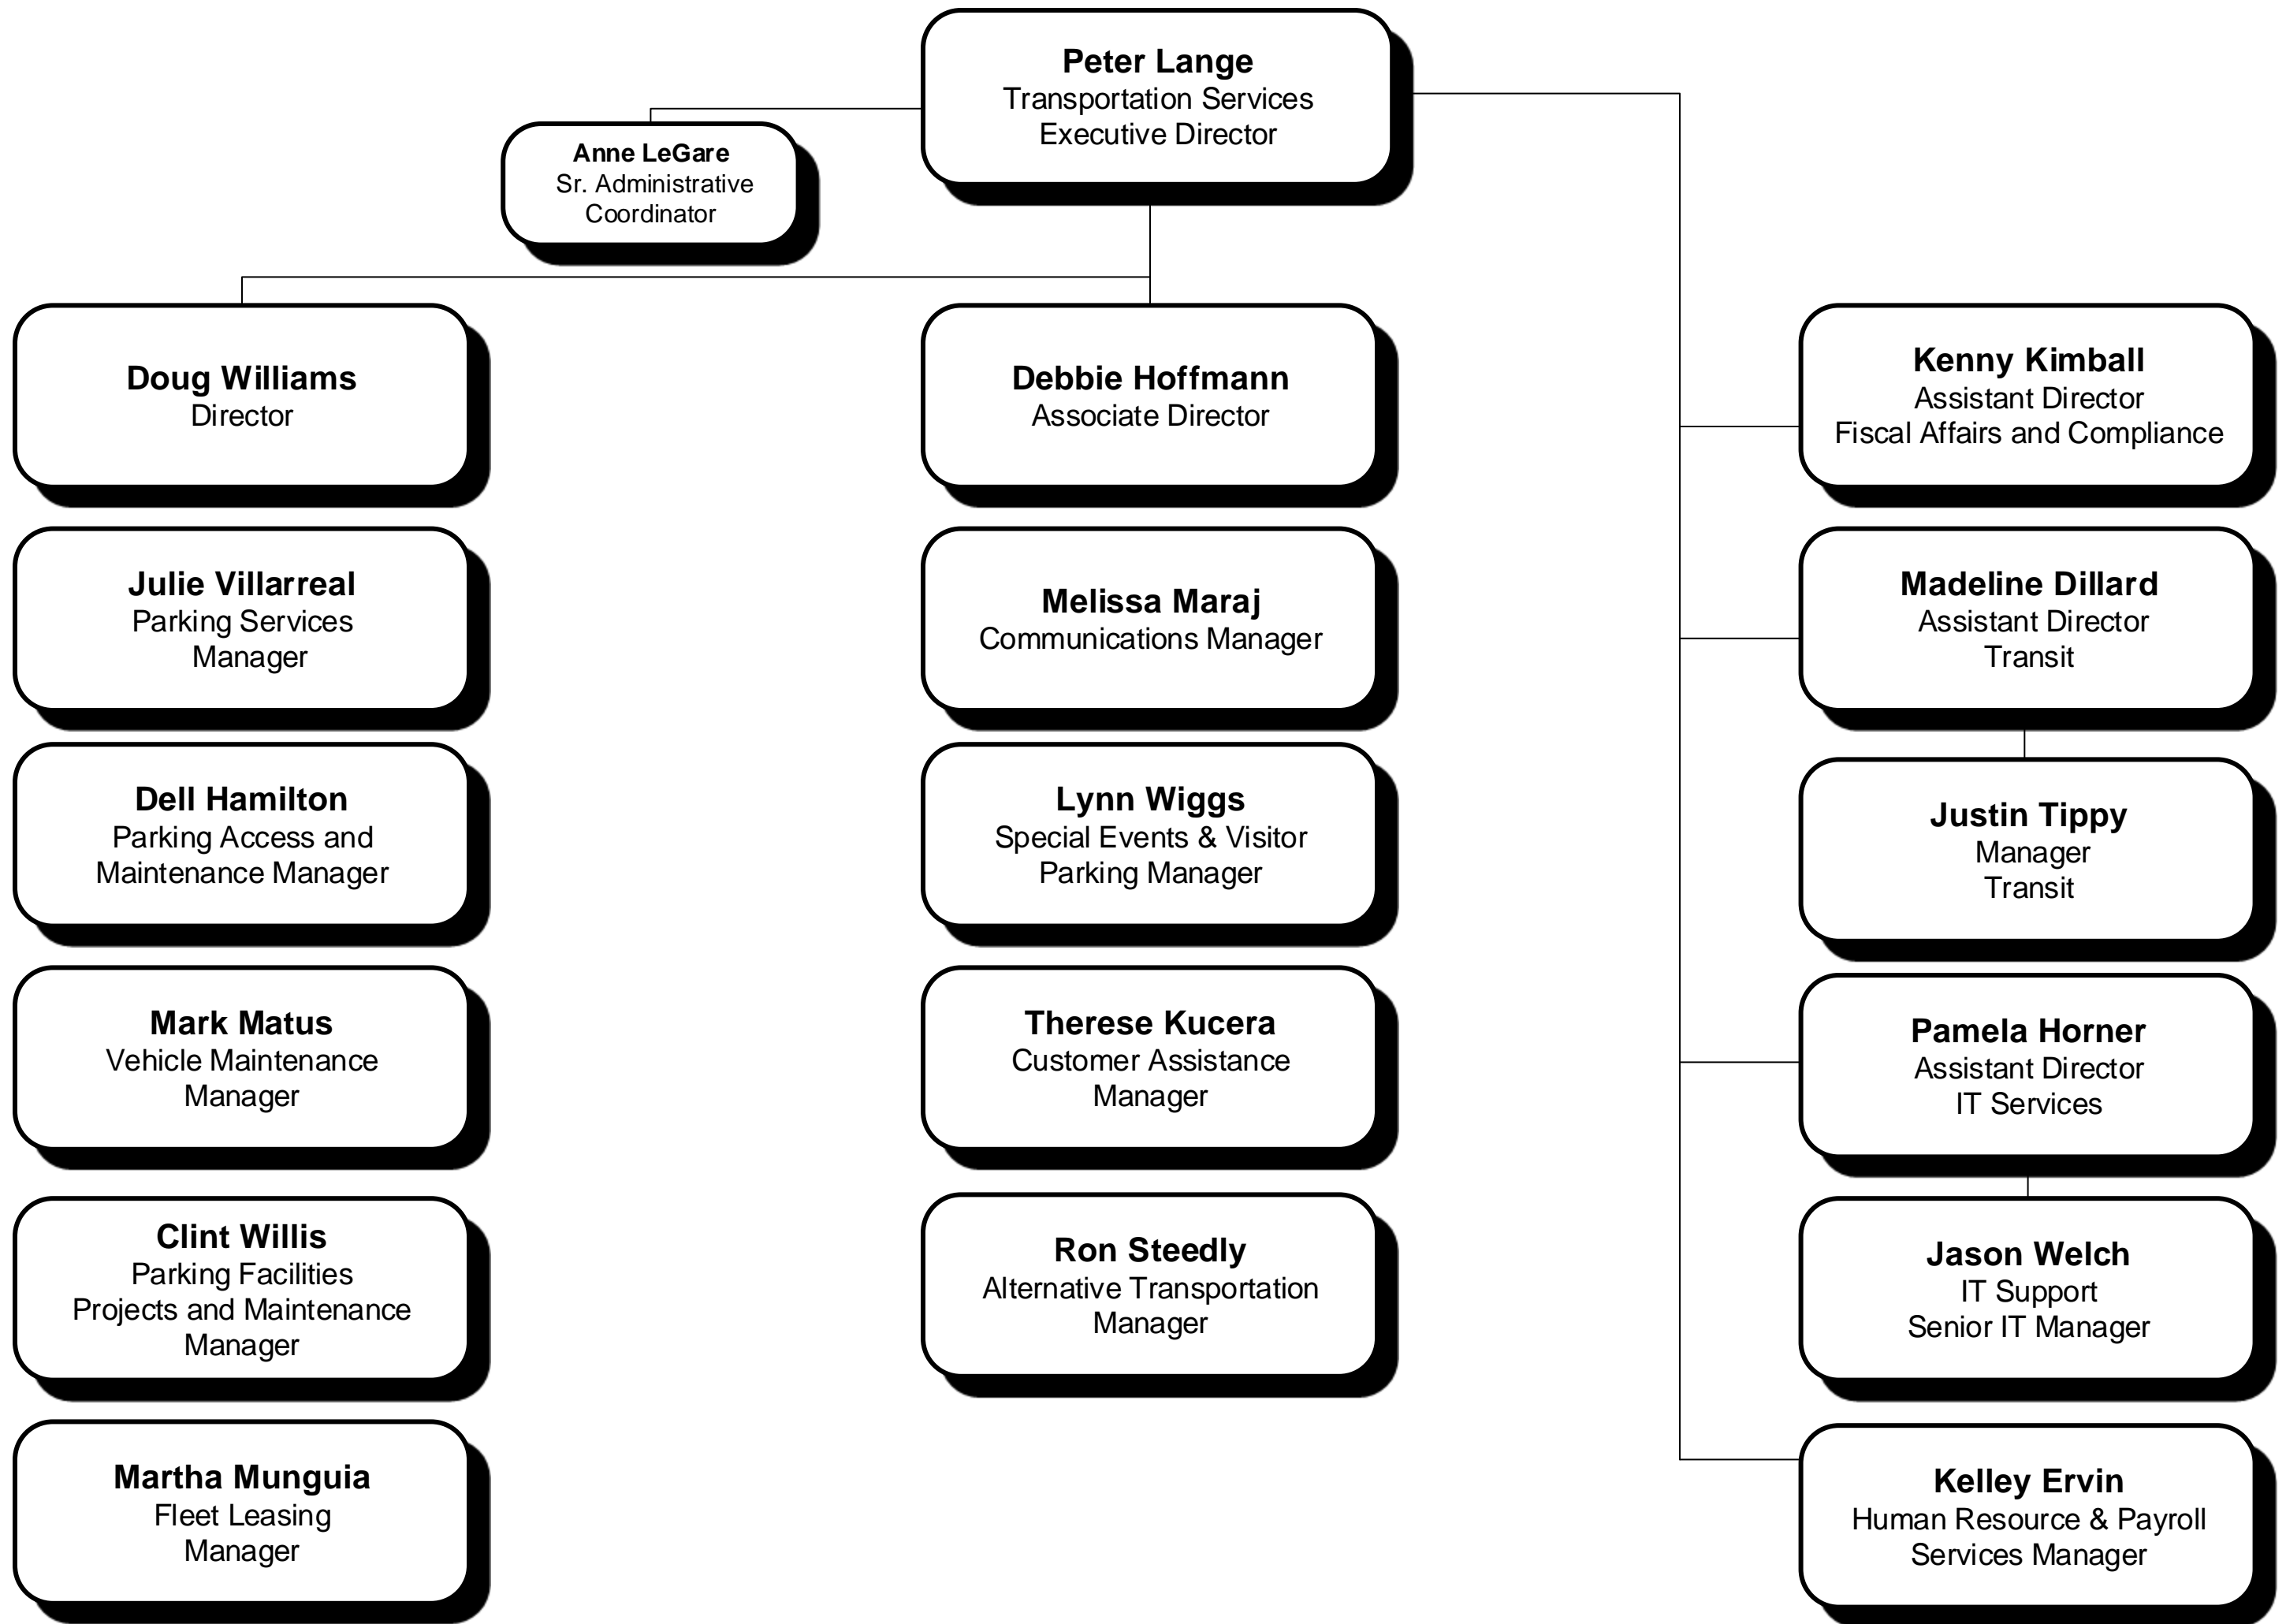 Peter Lange
Transportation Services
Executive Director
Anne LeGare
Sr. Administrative
Coordinator
Doug Williams
Director
Julie Villarreal
Parking Services
Manager
Dell Hamilton
Parking Access and
Maintenance Manager
Mark Matus
Vehicle Maintenance
Manager
Clint Willis
Parking Facilities
Projects and Maintenance
Manager
Martha Munguia
Fleet Leasing
Manager
Debbie Hoffmann
Associate Director
Melissa Maraj
Communications Manager
Lynn Wiggs
Special Events & Visitor
Parking Manager
Therese Kucera
Customer Assistance
Manager
Ron Steedly
Alternative Transportation
Manager
Kenny Kimball
Assistant Director
Fiscal Affairs and Compliance
Madeline Dillard
Assistant Director
Transit
Justin Tippy
Manager
Transit
Pamela Horner
Assistant Director
IT Services
Jason Welch
IT Support
Senior IT Manager
Kelley Ervin
Human Resource & Payroll
Services Manager